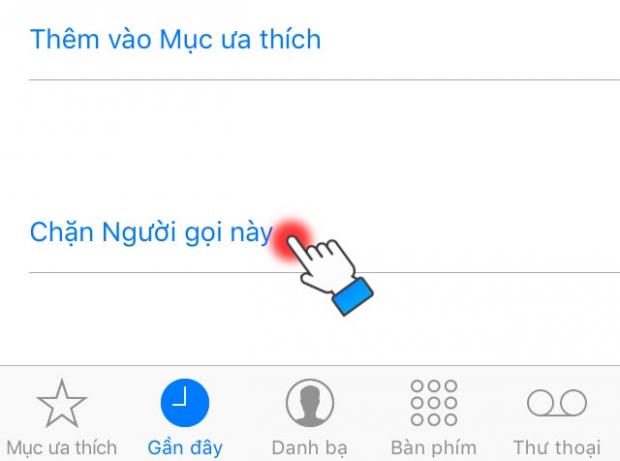 Thêm vào Mục ưa thích
Chặn Người gọi này
Mục ưa thích Gần đây Danh bạ Bàn phím Thư thoại